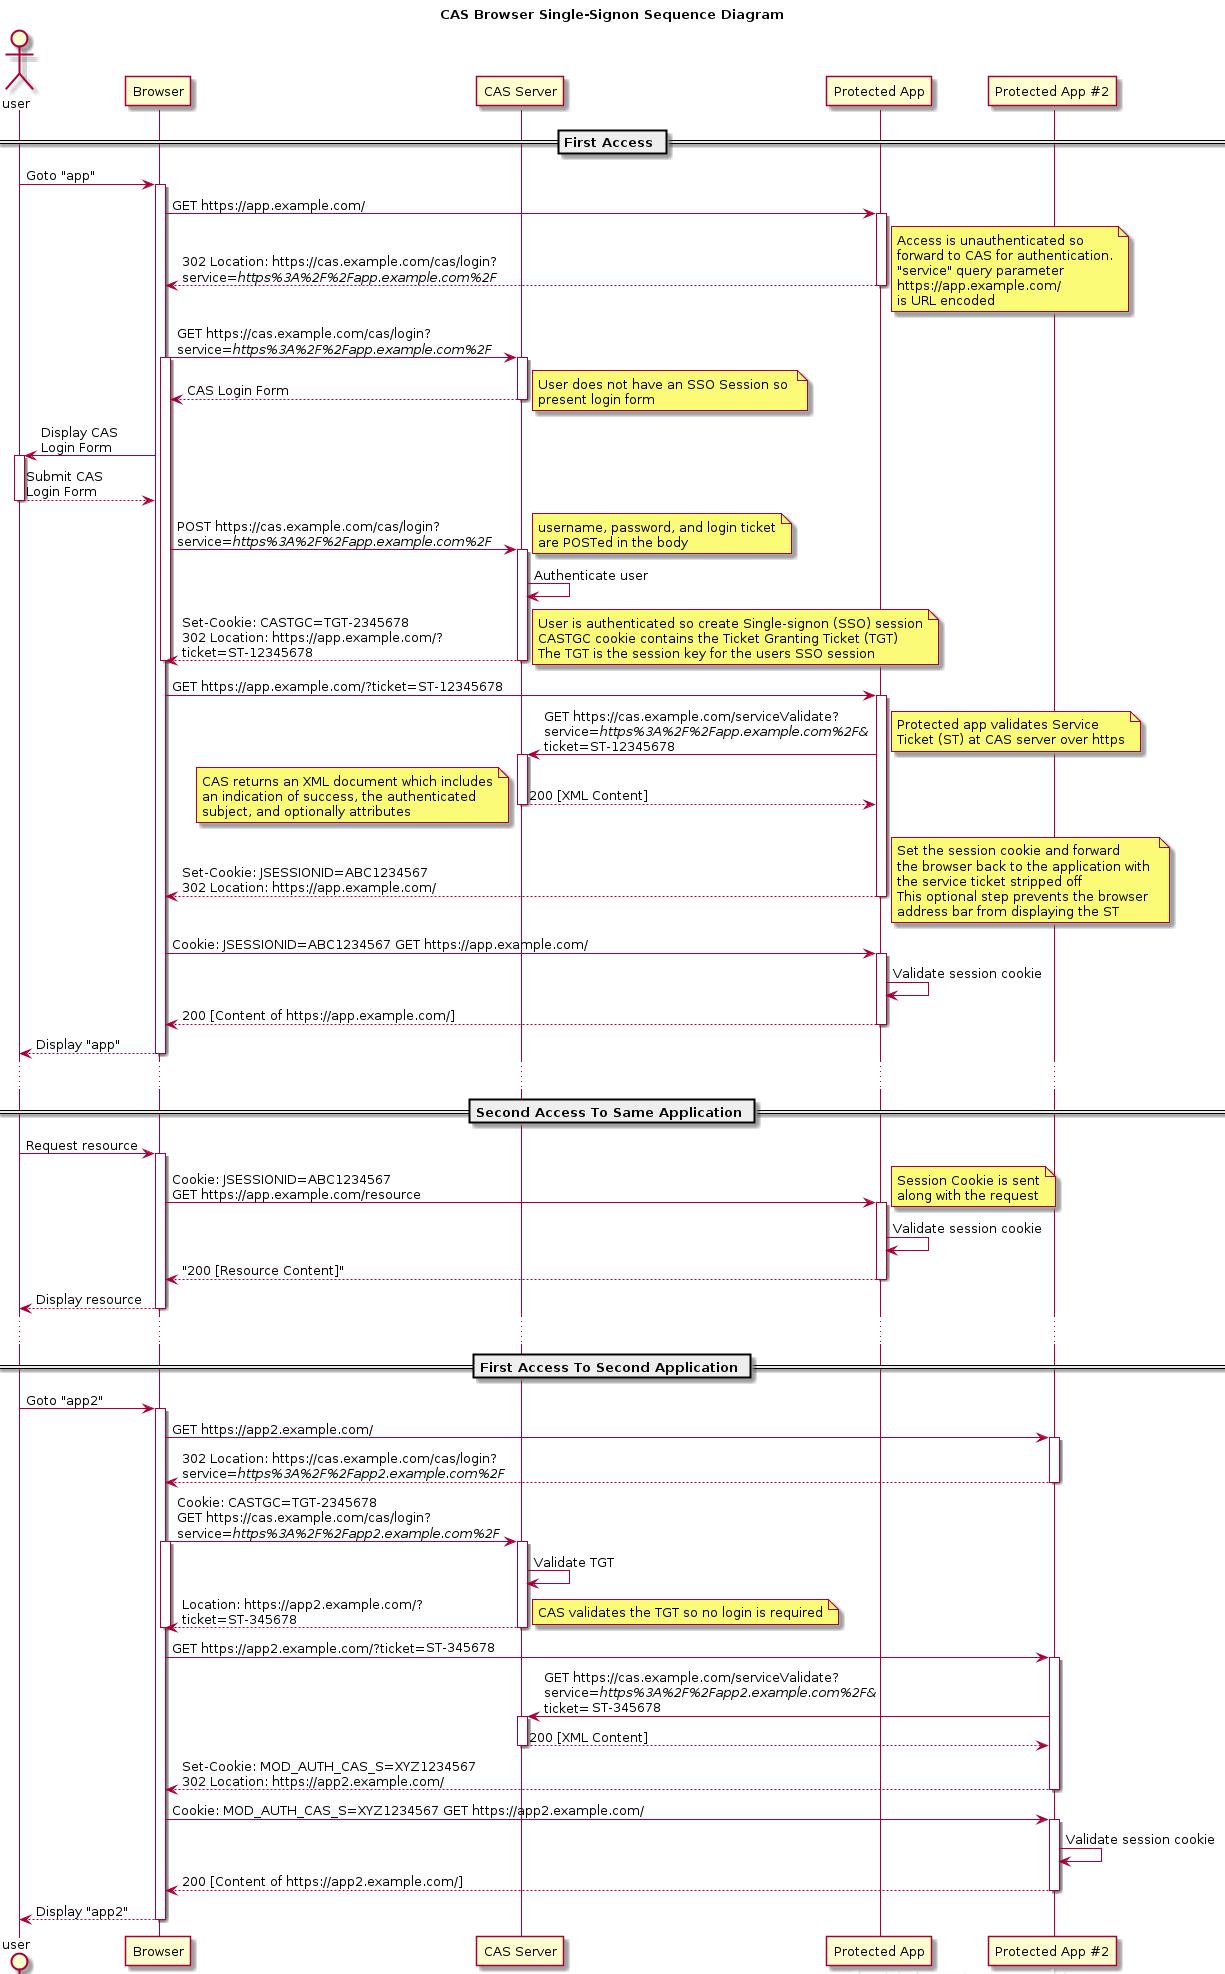 CAS Browser Single-Signon Sequence Diagram
user
Browser
CAS Server
Protected App
Protected App #2
First Access
Goto "app"
GET https://app.example.com/
Access is unauthenticated so
forward to CAS for authentication.
"service" query parameter
https://app.example.com/
is URL encoded
302 Location: https://cas.example.com/cas/login?
service=https%3A%2F%2Fapp.example.com%2F
GET https://cas.example.com/cas/login?
service=https%3A%2F%2Fapp.example.com%2F
User does not have an SSO Session so
present login form
CAS Login Form
Display CAS
Login Form
Submit CAS
Login Form
POST https://cas.example.com/cas/login?
service=https%3A%2F%2Fapp.example.com%2F
username, password, and login ticket
are POSTed in the body
Authenticate user
Set-Cookie: CASTGC=TGT-2345678
302 Location: https://app.example.com/?
ticket=ST-12345678
User is authenticated so create Single-signon (SSO) session
CASTGC cookie contains the Ticket Granting Ticket (TGT)
The TGT is the session key for the users SSO session
GET https://app.example.com/?ticket=ST-12345678
GET https://cas.example.com/serviceValidate?
service=https%3A%2F%2Fapp.example.com%2F&
ticket=ST-12345678
Protected app validates Service
Ticket (ST) at CAS server over https
CAS returns an XML document which includes
an indication of success, the authenticated
subject, and optionally attributes
200 [XML Content]
Set-Cookie: JSESSIONID=ABC1234567
302 Location: https://app.example.com/
Set the session cookie and forward
the browser back to the application with
the service ticket stripped off
This optional step prevents the browser
address bar from displaying the ST
Cookie: JSESSIONID=ABC1234567 GET https://app.example.com/
Validate session cookie
200 [Content of https://app.example.com/]
Display "app"
Second Access To Same Application
Request resource
Cookie: JSESSIONID=ABC1234567
GET https://app.example.com/resource
Session Cookie is sent
along with the request
Validate session cookie
"200 [Resource Content]"
Display resource
First Access To Second Application
Goto "app2"
GET https://app2.example.com/
302 Location: https://cas.example.com/cas/login?
service=https%3A%2F%2Fapp2.example.com%2F
Cookie: CASTGC=TGT-2345678
GET https://cas.example.com/cas/login?
service=https%3A%2F%2Fapp2.example.com%2F
Validate TGT
Location: https://app2.example.com/?
ticket=ST-345678
CAS validates the TGT so no login is required
GET https://app2.example.com/?ticket=ST-345678
GET https://cas.example.com/serviceValidate?
service=https%3A%2F%2Fapp2.example.com%2F&
ticket= ST-345678
200 [XML Content]
Set-Cookie: MOD_AUTH_CAS_S=XYZ1234567
302 Location: https://app2.example.com/
Cookie: MOD_AUTH_CAS_S=XYZ1234567 GET https://app2.example.com/
Validate session cookie
200 [Content of https://app2.example.com/]
Display "app2"
user
Browser
CAS Server
Protected App
Protected App #2